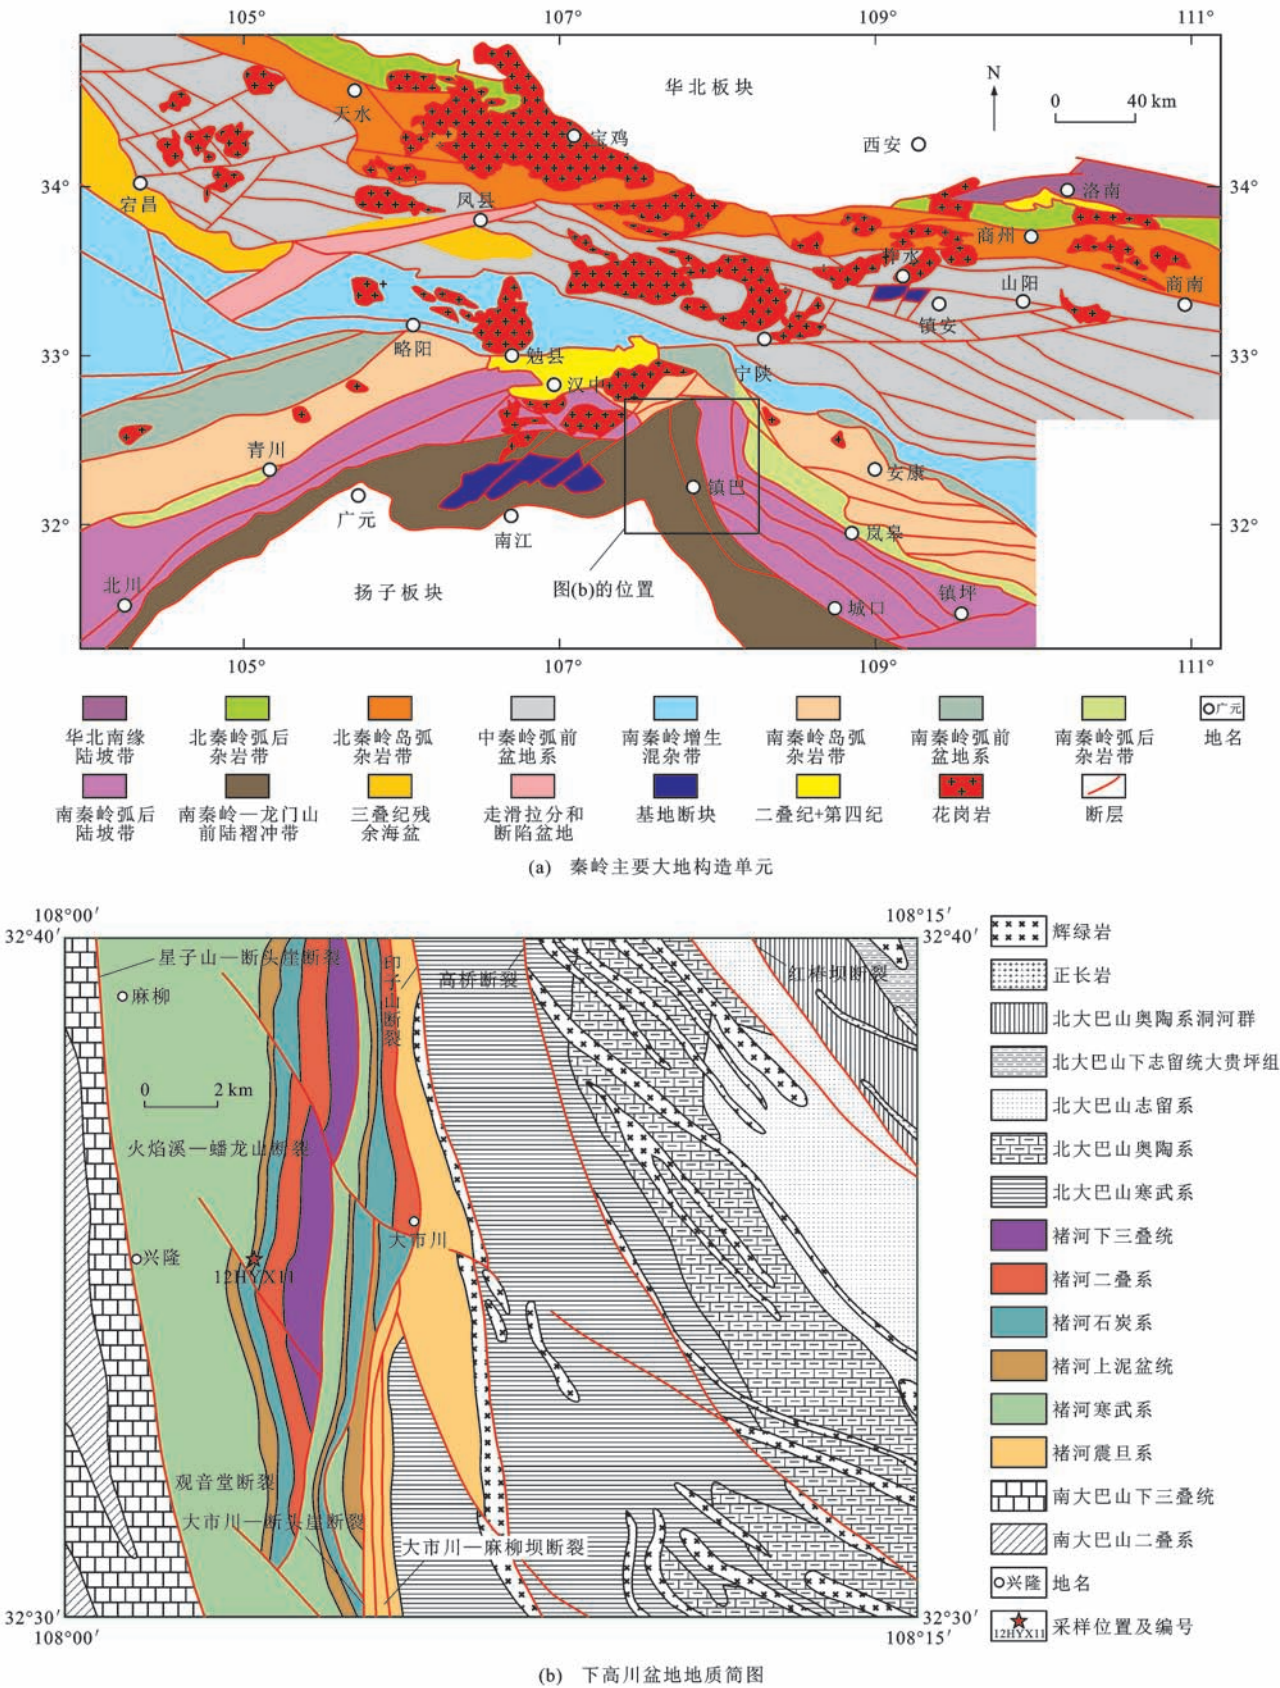 105°
107°
109°
111°
华北板块
N
0
40 km
天水
宝鸡
西安
34°
34°
宕昌
凤县
洛南
商州
柞水
山阳
商南
镇安
略阳
勉县
33°
33°
宁陕
汉中
青川
镇巴
安康
广元
32°
32°
南江
岚皋
北川
扬子板块
图(b)的位置
城口
镇坪
105°
107°
109°
111°
华北南缘
陆坡带
北秦岭弧后
杂岩带
北秦岭岛弧
杂岩带
中秦岭弧前
盆地系
南秦岭增生
混杂带
南秦岭岛弧
杂岩带
南秦岭弧前
盆地系
南秦岭弧后
杂岩带
广元
地名
南秦岭弧后
陆坡带
南秦岭—龙门山
前陆褶冲带
三叠纪残
余海盆
走滑拉分和
断陷盆地
基地断块
二叠纪+第四纪
花岗岩
断层
(a) 秦岭主要大地构造单元
108°00′
108°15′
32°40′
32°40′
星子山—断头崖断裂
麻柳
印子山断裂
高桥断裂
红椿坝断裂
0
2 km
火焰溪—蟠龙山断裂
大市川
兴隆
12HYX11
观音堂断裂
大市川—断头崖断裂
大市川—麻柳坝断裂
32°30′
32°30′
108°00′
108°15′
辉绿岩
正长岩
北大巴山奥陶系洞河群
北大巴山下志留统大贵坪组
北大巴山志留系
北大巴山奥陶系
北大巴山寒武系
褚河下三叠统
褚河二叠系
褚河石炭系
褚河上泥盆统
褚河寒武系
褚河震旦系
南大巴山下三叠统
南大巴山二叠系
兴隆
地名
12HYX11
采样位置及编号
(b) 下高川盆地地质简图